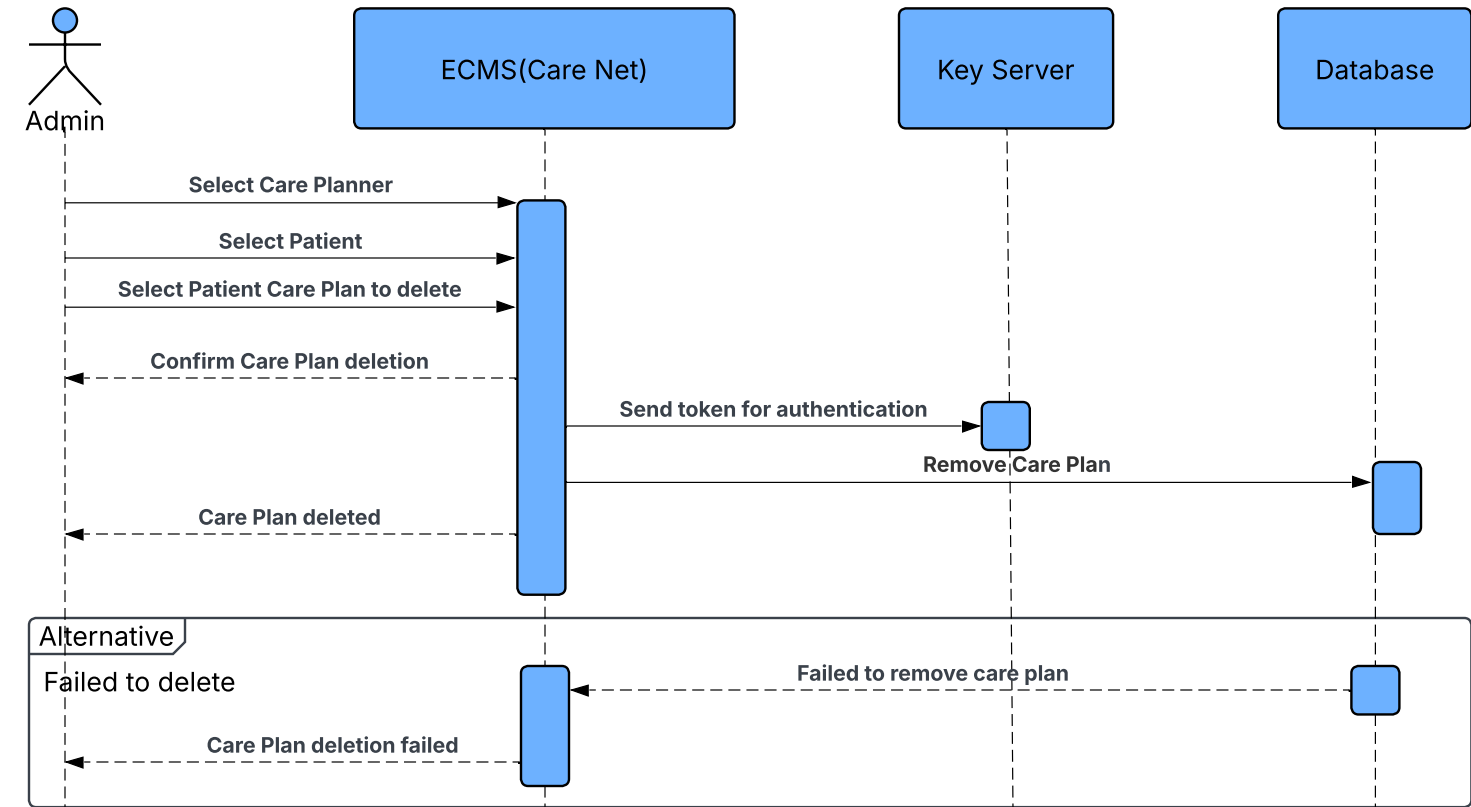 Admin
ECMS(Care Net)
Key Server
Database
Select Care Planner
Select Patient
Select Patient Care Plan to delete
Confirm Care Plan deletion
Send token for authentication
Remove Care Plan
Care Plan deleted
Alternative
Failed to delete
Failed to remove care plan
Care Plan deletion failed